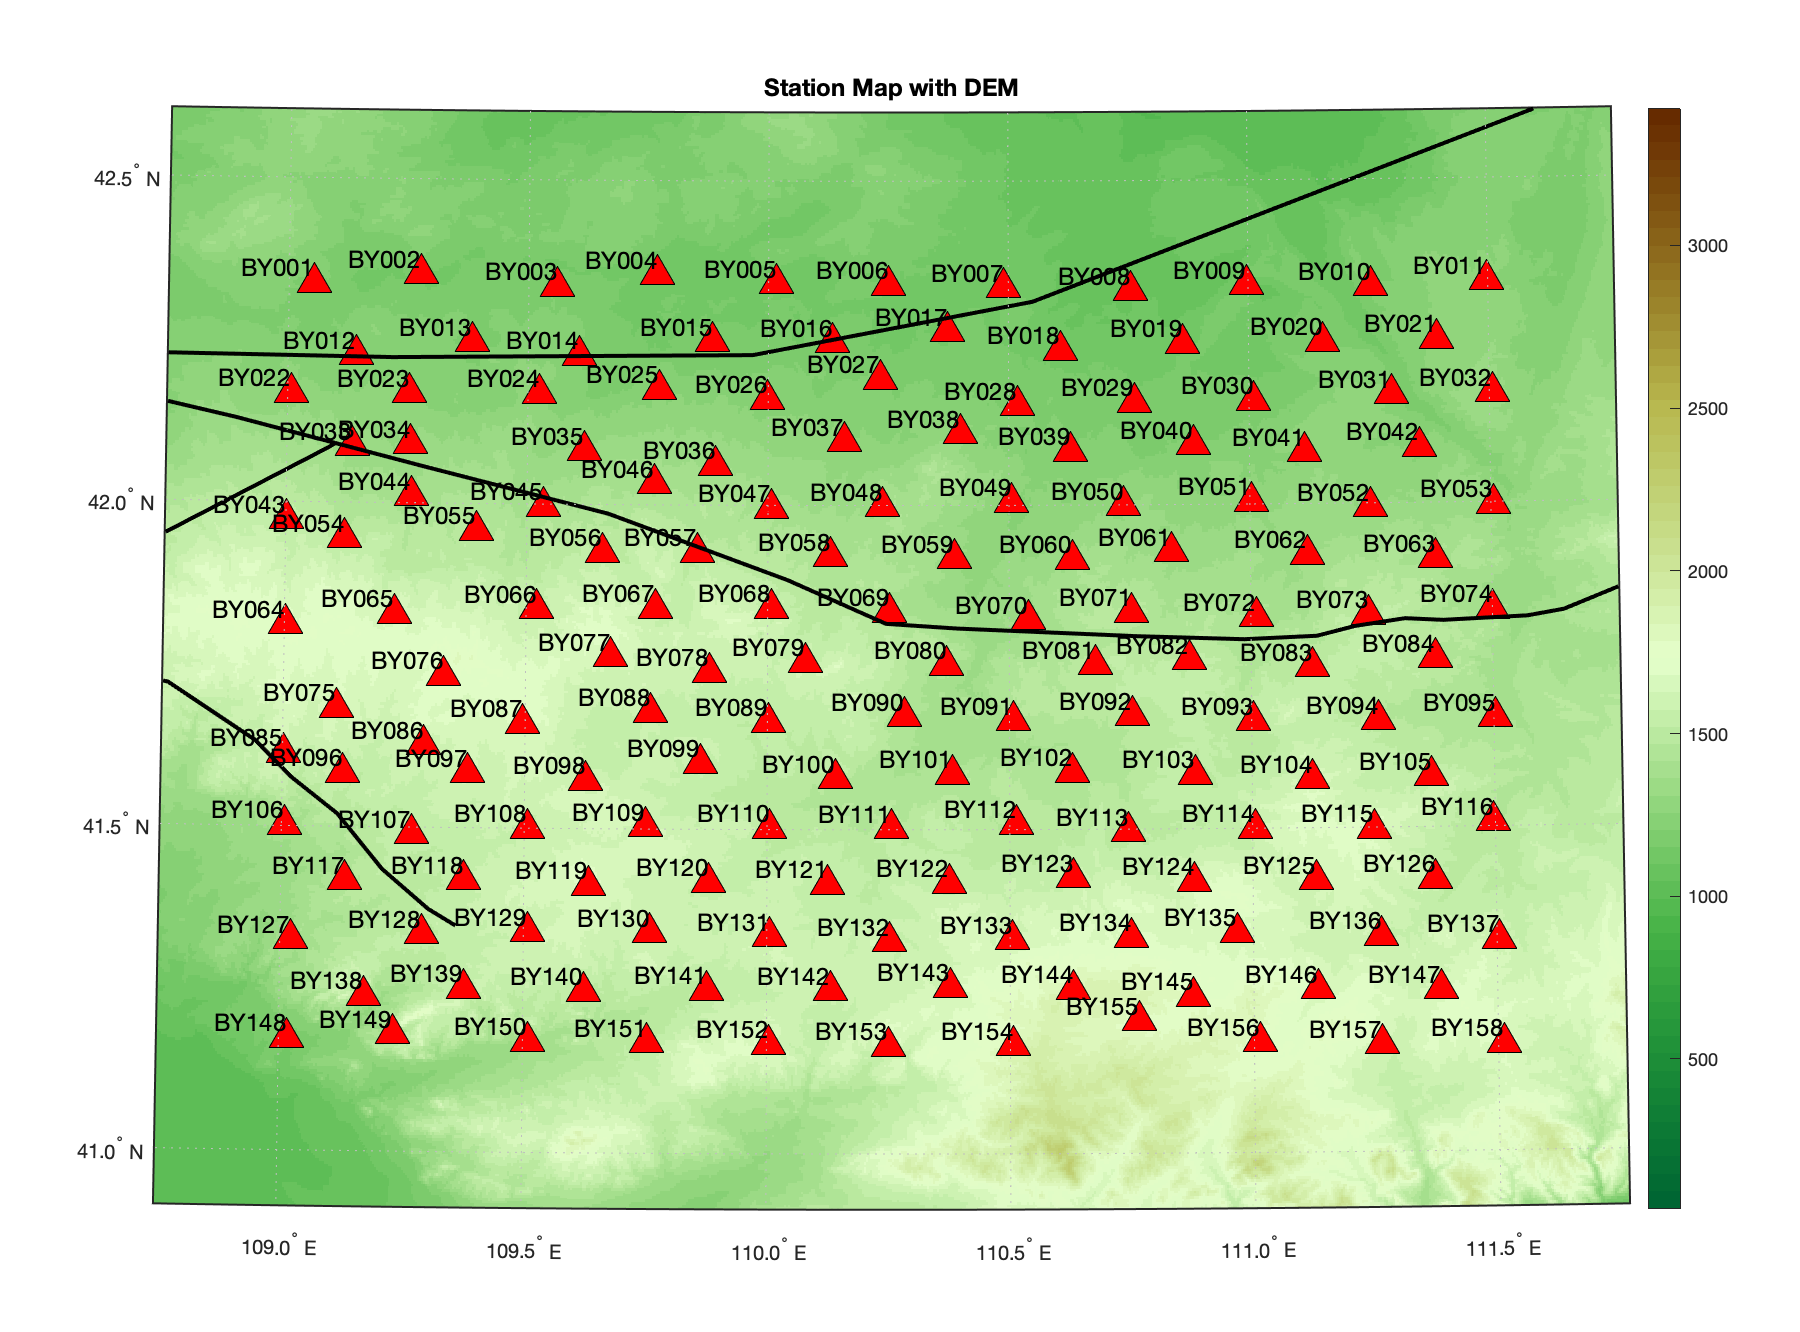 Station Map with DEM
42.5° N
BY001 BY002 BY003 BY004 BY005 BY006 BY007 BY008 BY009 BY010 BY011
3000
BY012 BY013 BY014 BY015 BY016 BY017 BY018 BY019 BY020 BY021
BY022 BY023 BY024 BY025 BY026 BY027 BY028 BY029 BY030 BY031 BY032
2500
BY033 BY034 BY035 BY036 BY037 BY038 BY039 BY040 BY041 BY042
42.0° N
BY043 BY044 BY045 BY046 BY047 BY048 BY049 BY050 BY051 BY052 BY053
BY054 BY055 BY056 BY057 BY058 BY059 BY060 BY061 BY062 BY063
2000
BY064 BY065 BY066 BY067 BY068 BY069 BY070 BY071 BY072 BY073 BY074
BY075 BY076 BY077 BY078 BY079 BY080 BY081 BY082 BY083 BY084
BY085 BY086 BY087 BY088 BY089 BY090 BY091 BY092 BY093 BY094 BY095
1500
BY096 BY097 BY098 BY099 BY100 BY101 BY102 BY103 BY104 BY105
41.5° N
BY106 BY107 BY108 BY109 BY110 BY111 BY112 BY113 BY114 BY115 BY116
BY117 BY118 BY119 BY120 BY121 BY122 BY123 BY124 BY125 BY126
1000
BY127 BY128 BY129 BY130 BY131 BY132 BY133 BY134 BY135 BY136 BY137
BY138 BY139 BY140 BY141 BY142 BY143 BY144 BY145 BY146 BY147
BY148 BY149 BY150 BY151 BY152 BY153 BY154 BY155 BY156 BY157 BY158
500
41.0° N
109.0° E 109.5° E 110.0° E 110.5° E 111.0° E 111.5° E